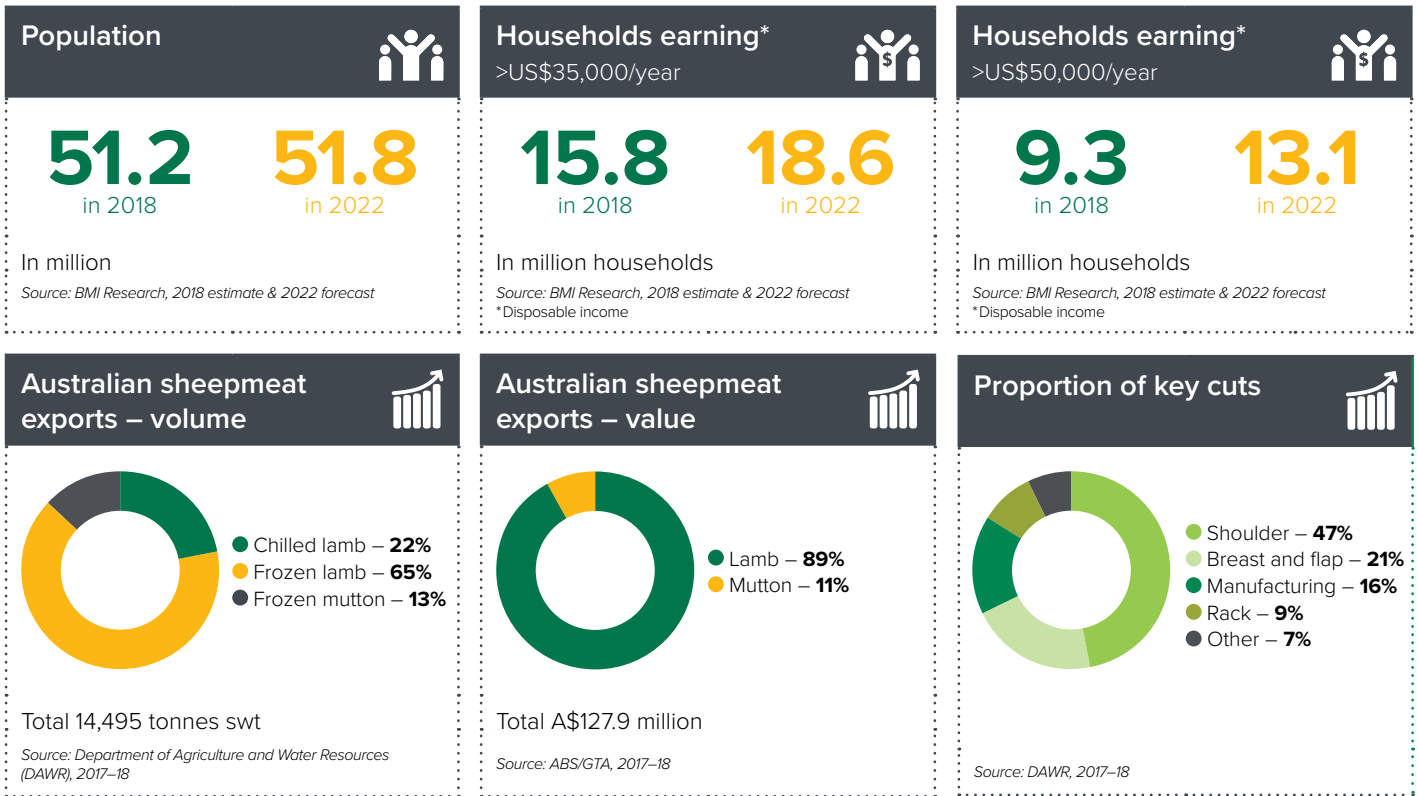 Population
Households earning*
>US$35,000/year
Households earning*
>US$50,000/year
51.2
in 2018
51.8
in 2022
In million
Source: BMI Research, 2018 estimate & 2022 forecast
15.8
in 2018
18.6
in 2022
In million households
Source: BMI Research, 2018 estimate & 2022 forecast
*Disposable income
9.3
in 2018
13.1
in 2022
In million households
Source: BMI Research, 2018 estimate & 2022 forecast
*Disposable income
Australian sheepmeat
exports – volume
Chilled lamb – 22%
Frozen lamb – 65%
Frozen mutton – 13%
Total 14,495 tonnes swt
Source: Department of Agriculture and Water Resources
(DAWR), 2017–18
Australian sheepmeat
exports – value
Lamb – 89%
Mutton – 11%
Total A$127.9 million
Source: ABS/GTA, 2017–18
Proportion of key cuts
Shoulder – 47%
Breast and flap – 21%
Manufacturing – 16%
Rack – 9%
Other – 7%
Source: DAWR, 2017–18